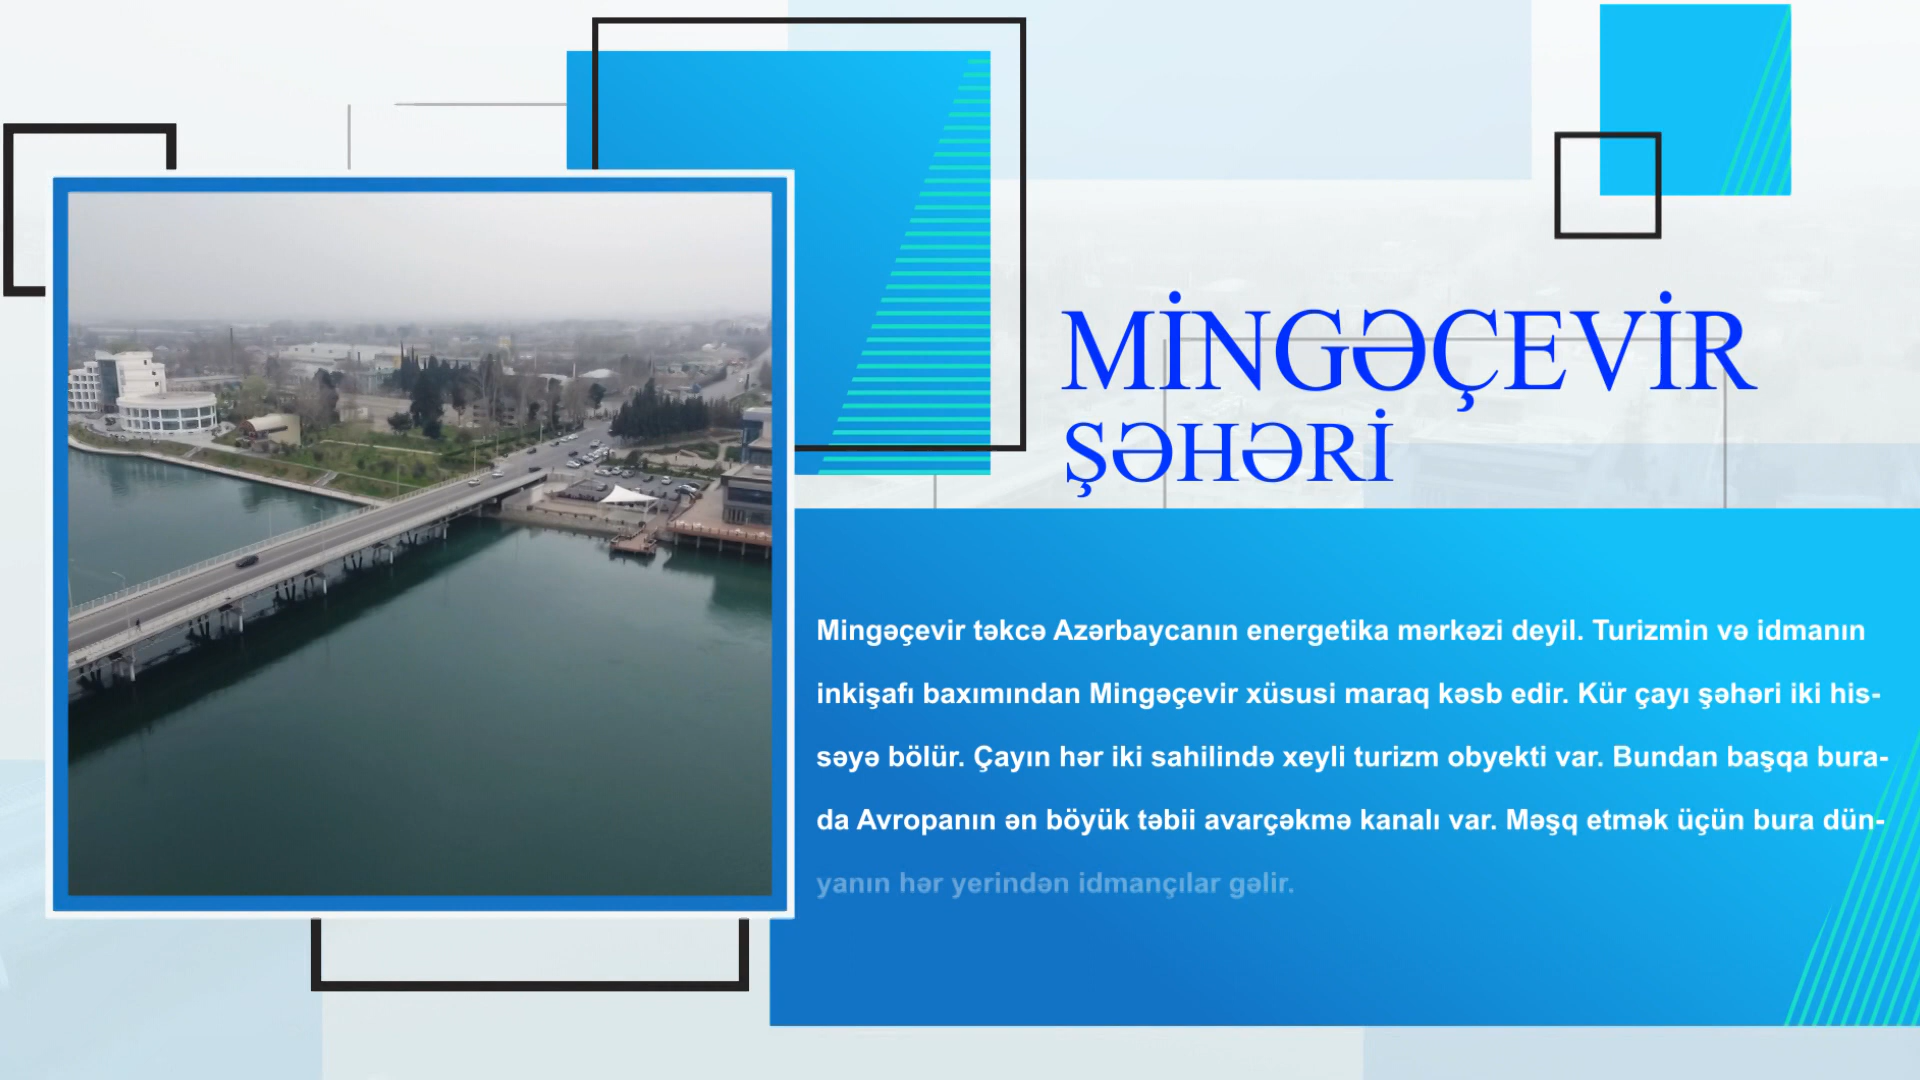 MİNGƏÇEVİR
ŞƏHƏRİ
Mingəçevir təkcə Azərbaycanın energetika mərkəzi deyil. Turizmin və idmanın
inkişafı baxımından Mingəçevir xüsusi maraq kəsb edir. Kür çayı şəhəri iki his-
səyə bölür. Çayın hər iki sahilində xeyli turizm obyekti var. Bundan başqa bura-
da Avropanın ən böyük təbii avarçəkmə kanalı var. Məşq etmək üçün bura dün-
yanın hər yerindən idmançılar gəlir.